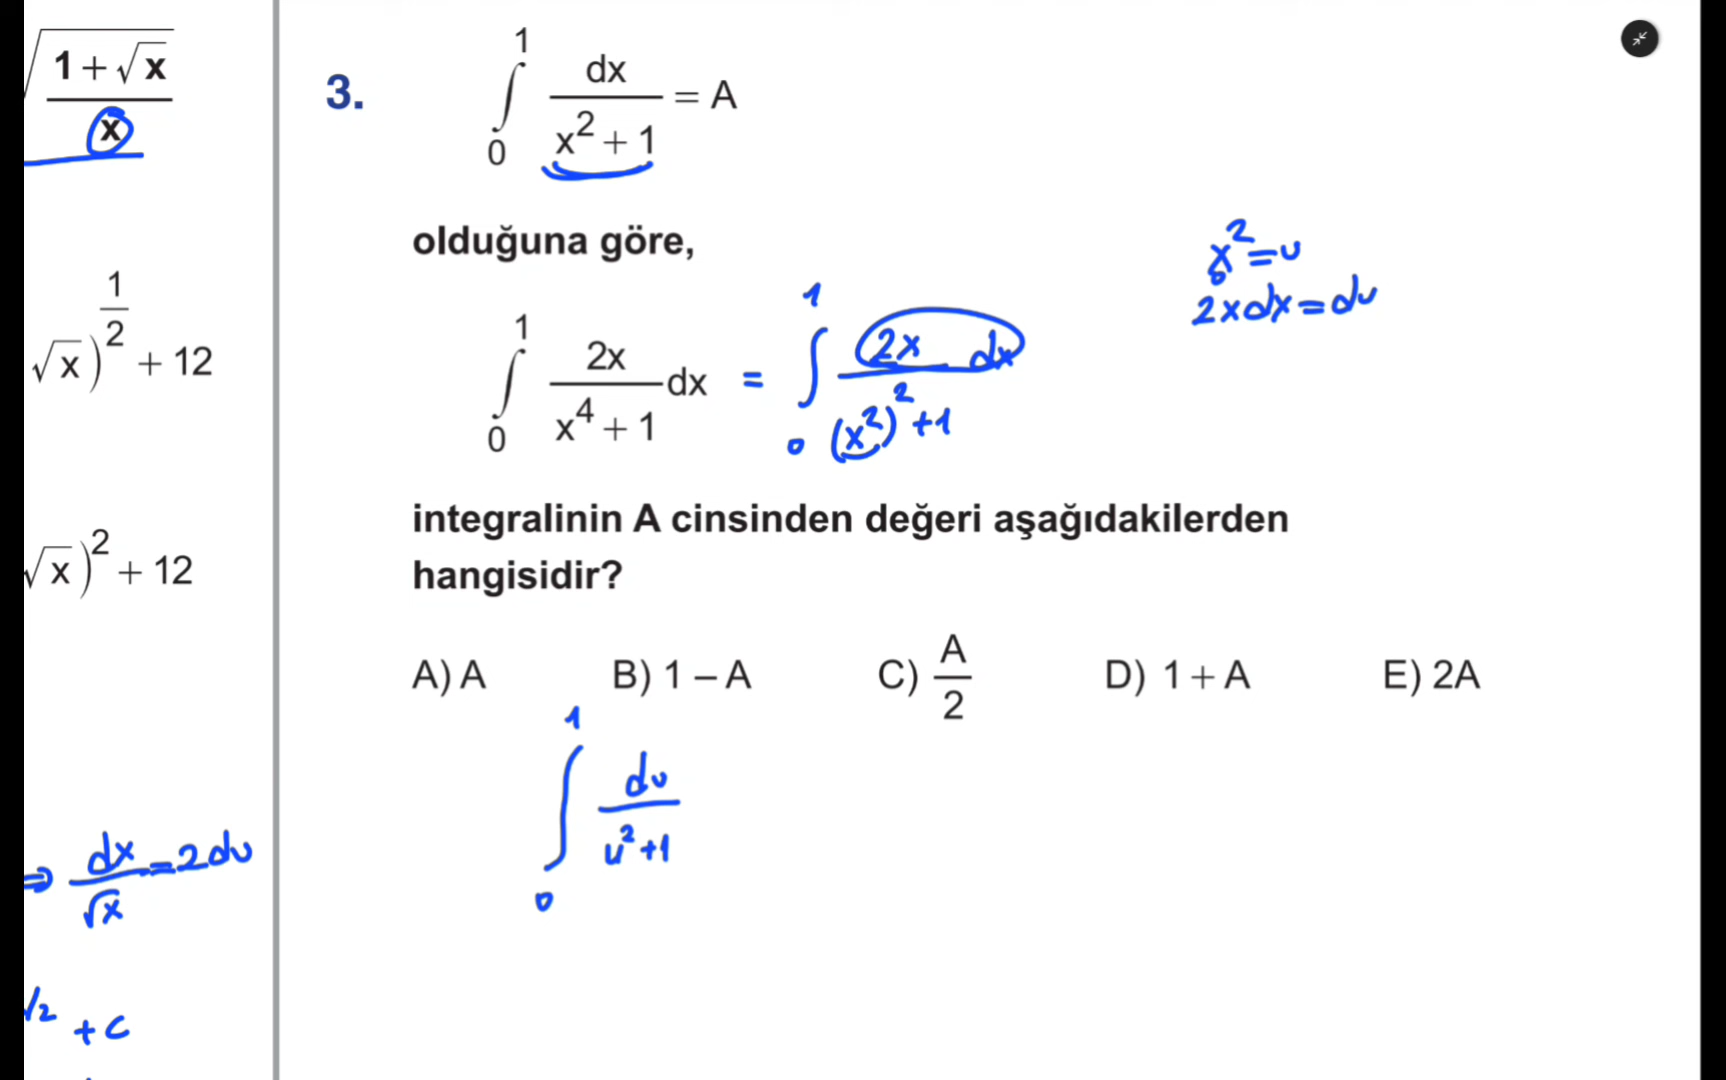 √((1+√x)/x)
√x)^(1/2) + 12
√x)^2 + 12
⇒ dx/√x = 2du
1/2 + c
3. ∫₀¹ dx/(x² + 1) = A
olduğuna göre,
∫₀¹ 2x/(x⁴ + 1) dx = ∫₀¹ 2x dx/((x²)² + 1)
x² = u
2xdx = du
integralinin A cinsinden değeri aşağıdakilerden
hangisidir?
A) A B) 1 – A C) A/2 D) 1 + A E) 2A
∫₀¹ du/(u² + 1)